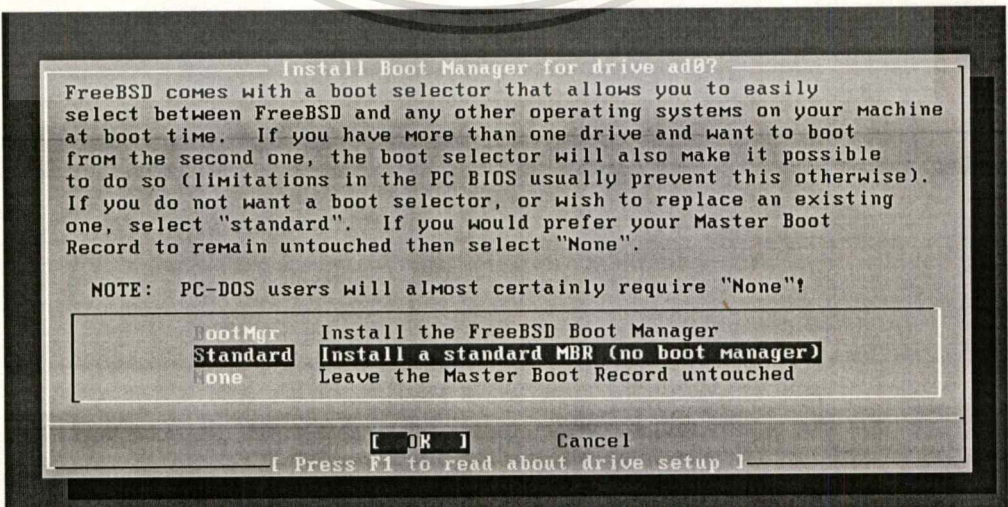 Install Boot Manager for drive ad0?
FreeBSD comes with a boot selector that allows you to easily
select between FreeBSD and any other operating systems on your machine
at boot time.  If you have more than one drive and want to boot
from the second one, the boot selector will also make it possible
to do so (limitations in the PC BIOS usually prevent this otherwise).
If you do not want a boot selector, or wish to replace an existing
one, select "standard".  If you would prefer your Master Boot
Record to remain untouched then select "None".
NOTE:  PC-DOS users will almost certainly require "None"!
BootMgr   Install the FreeBSD Boot Manager
Standard  Install a standard MBR (no boot manager)
None      Leave the Master Boot Record untouched
[  OK  ]     Cancel
[ Press F1 to read about drive setup ]